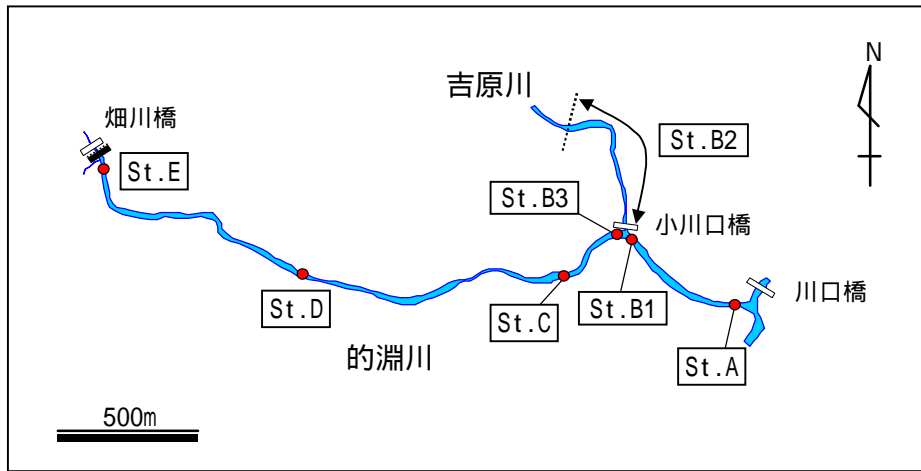 N
吉原川
畑川橋
St.B2
St.E
St.B3
小川口橋
川口橋
St.D
St.C
St.B1
的淵川
St.A
500m